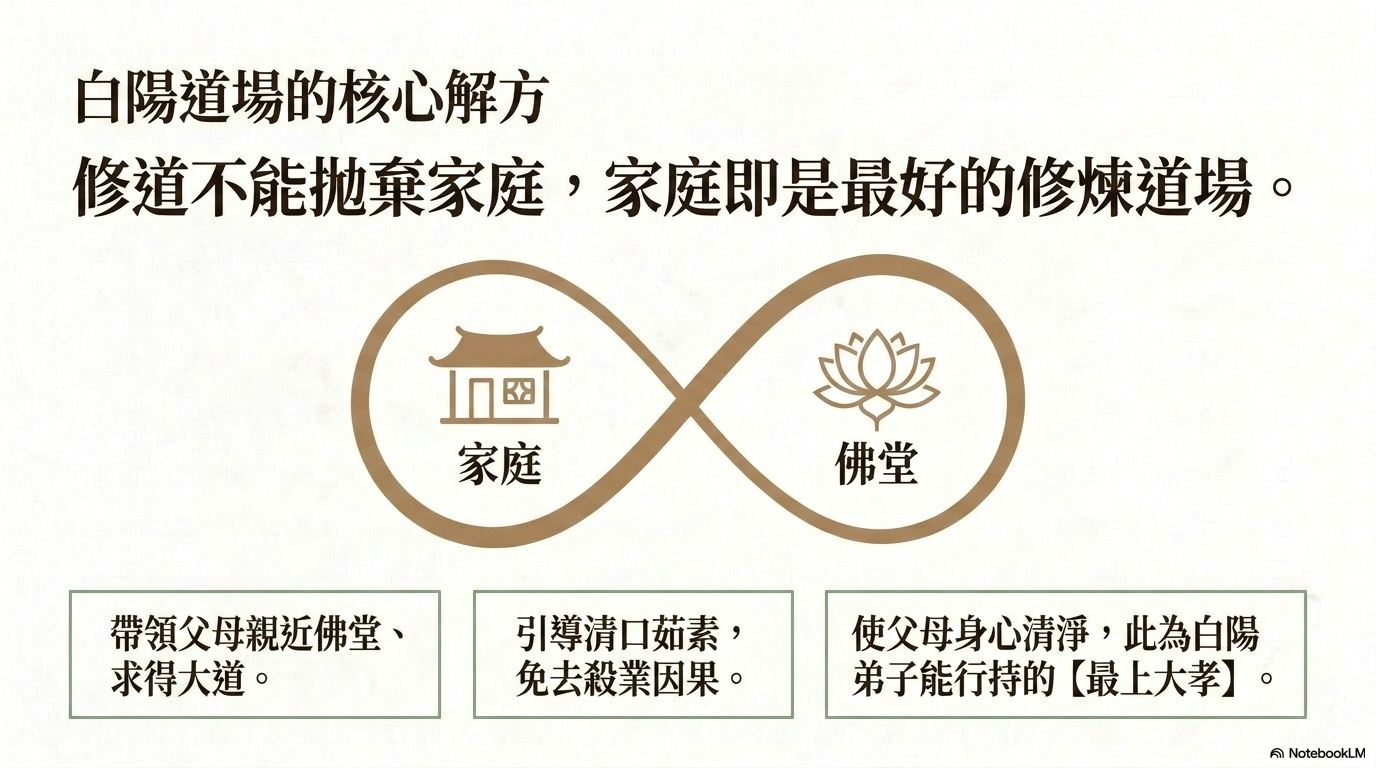 白陽道場的核心解方
修道不能拋棄家庭，家庭即是最好的修煉道場。
家庭
佛堂
帶領父母親近佛堂、
求得大道。
引導清口茹素，
免去殺業因果。
使父母身心清淨，此為白陽
弟子能行持的【最上大孝】。
NotebookLM